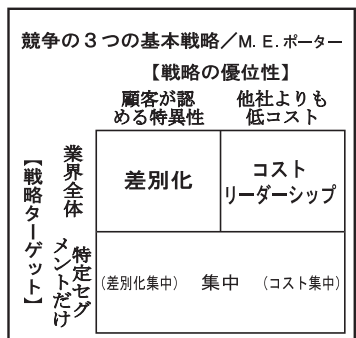 競争の3つの基本戦略／M. E. ポーター
【戦略の優位性】
顧客が認
める特異性
他社よりも
低コスト
【戦略ターゲット】
業界全体
差別化
コスト
リーダーシップ
特定セグ
メントだけ
(差別化集中)　集中　(コスト集中)